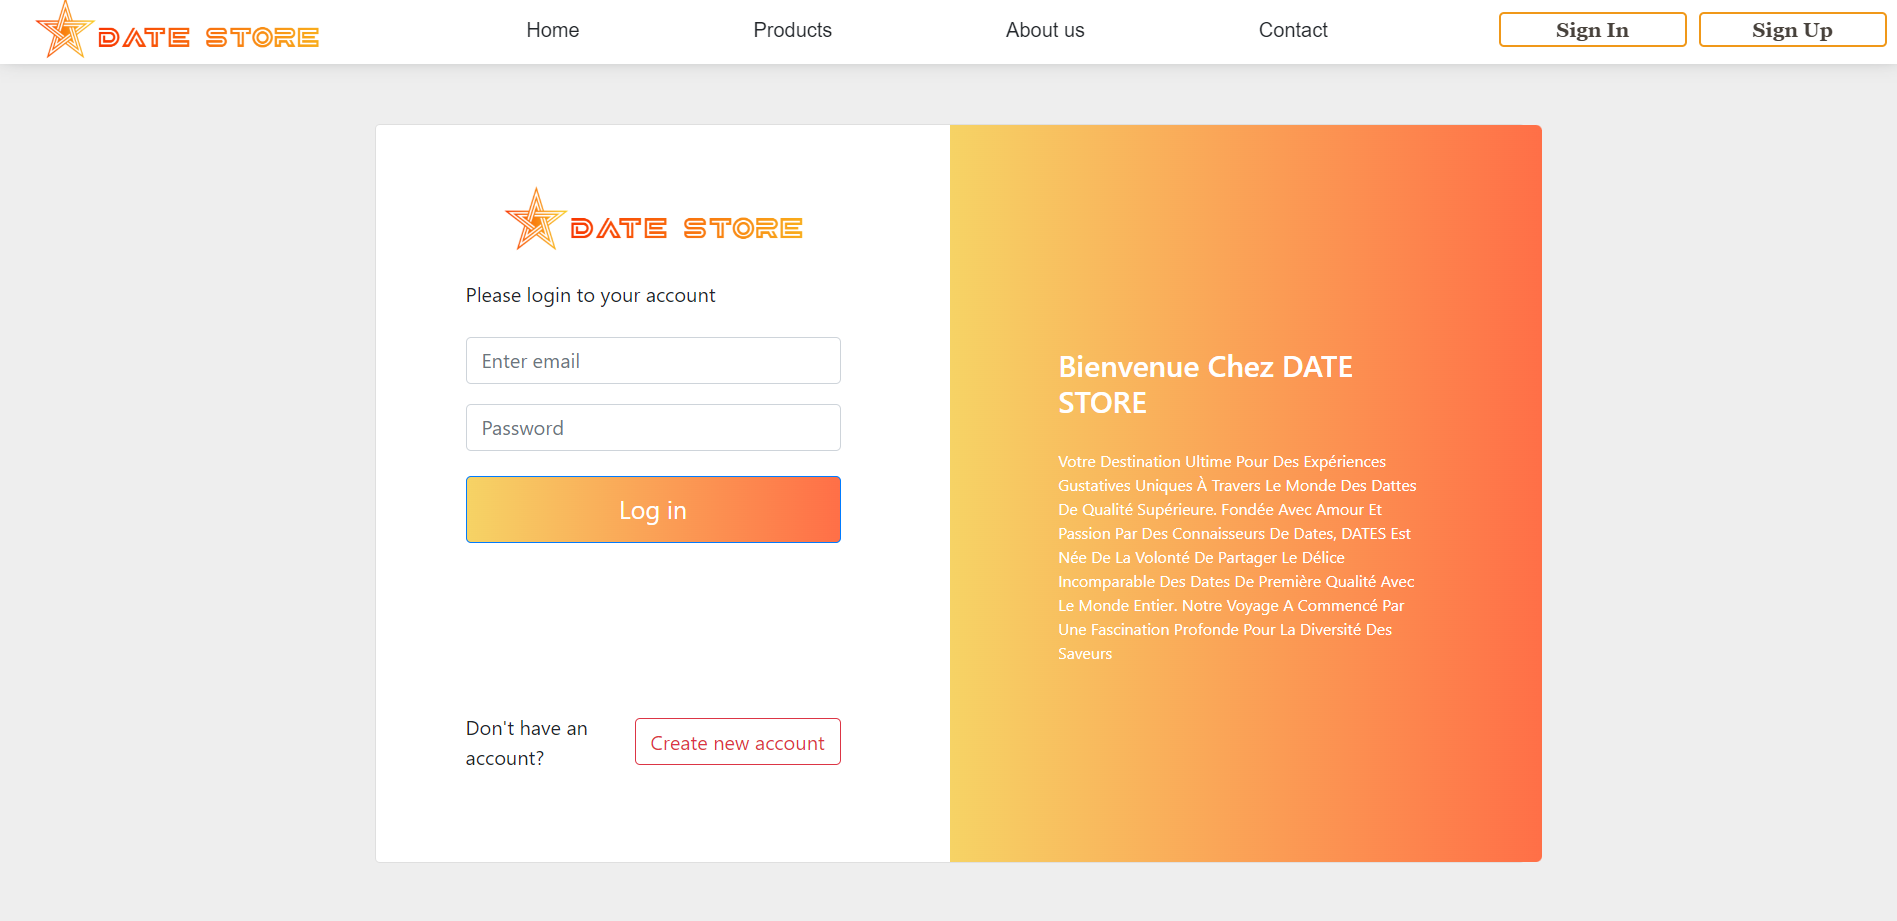 DATE STORE
Home
Products
About us
Contact
Sign In
Sign Up
DATE STORE
Please login to your account
Enter email
Password
Log in
Don't have an
account?
Create new account
Bienvenue Chez DATE
STORE
Votre Destination Ultime Pour Des Expériences
Gustatives Uniques À Travers Le Monde Des Dattes
De Qualité Supérieure. Fondée Avec Amour Et
Passion Par Des Connaisseurs De Dates, DATES Est
Née De La Volonté De Partager Le Délice
Incomparable Des Dates De Première Qualité Avec
Le Monde Entier. Notre Voyage A Commencé Par
Une Fascination Profonde Pour La Diversité Des
Saveurs